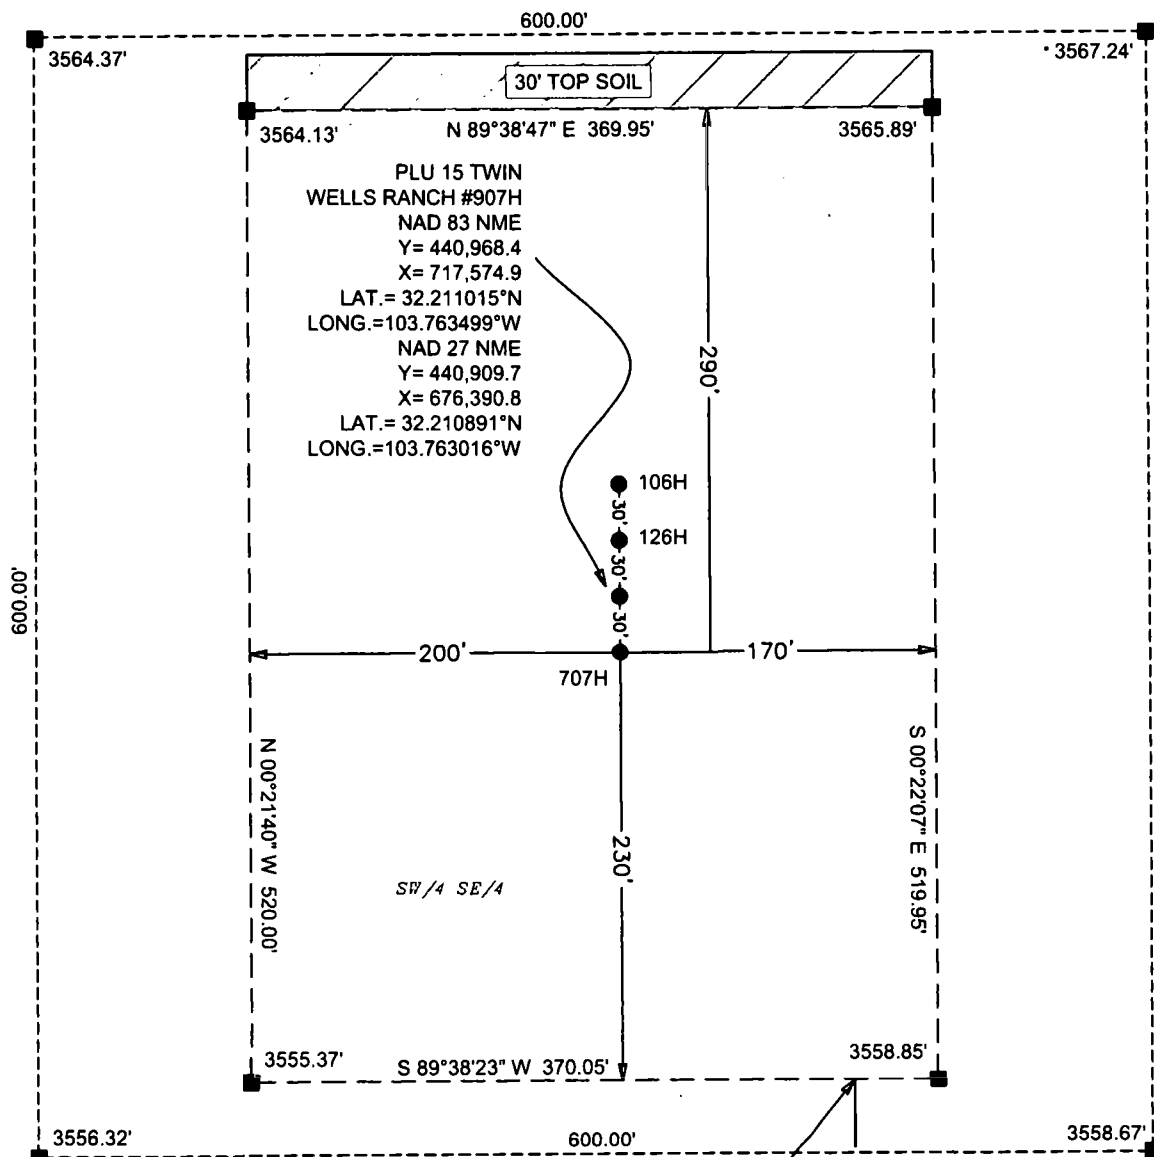 600.00'
3564.37'
3567.24'
30' TOP SOIL
3564.13'
N 89°38'47" E 369.95'
3565.89'
PLU 15 TWIN
WELLS RANCH #907H
NAD 83 NME
Y= 440,968.4
X= 717,574.9
LAT.= 32.211015°N
LONG.=103.763499°W
NAD 27 NME
Y= 440,909.7
X= 676,390.8
LAT.= 32.210891°N
LONG.=103.763016°W
290'
106H
30'
126H
30'
30'
600.00'
200'
170'
707H
N 00°21'40" W 520.00'
S 00°22'07" E 519.95'
230'
SW/4 SE/4
3555.37'
S 89°38'23" W 370.05'
3558.85'
3556.32'
600.00'
3558.67'